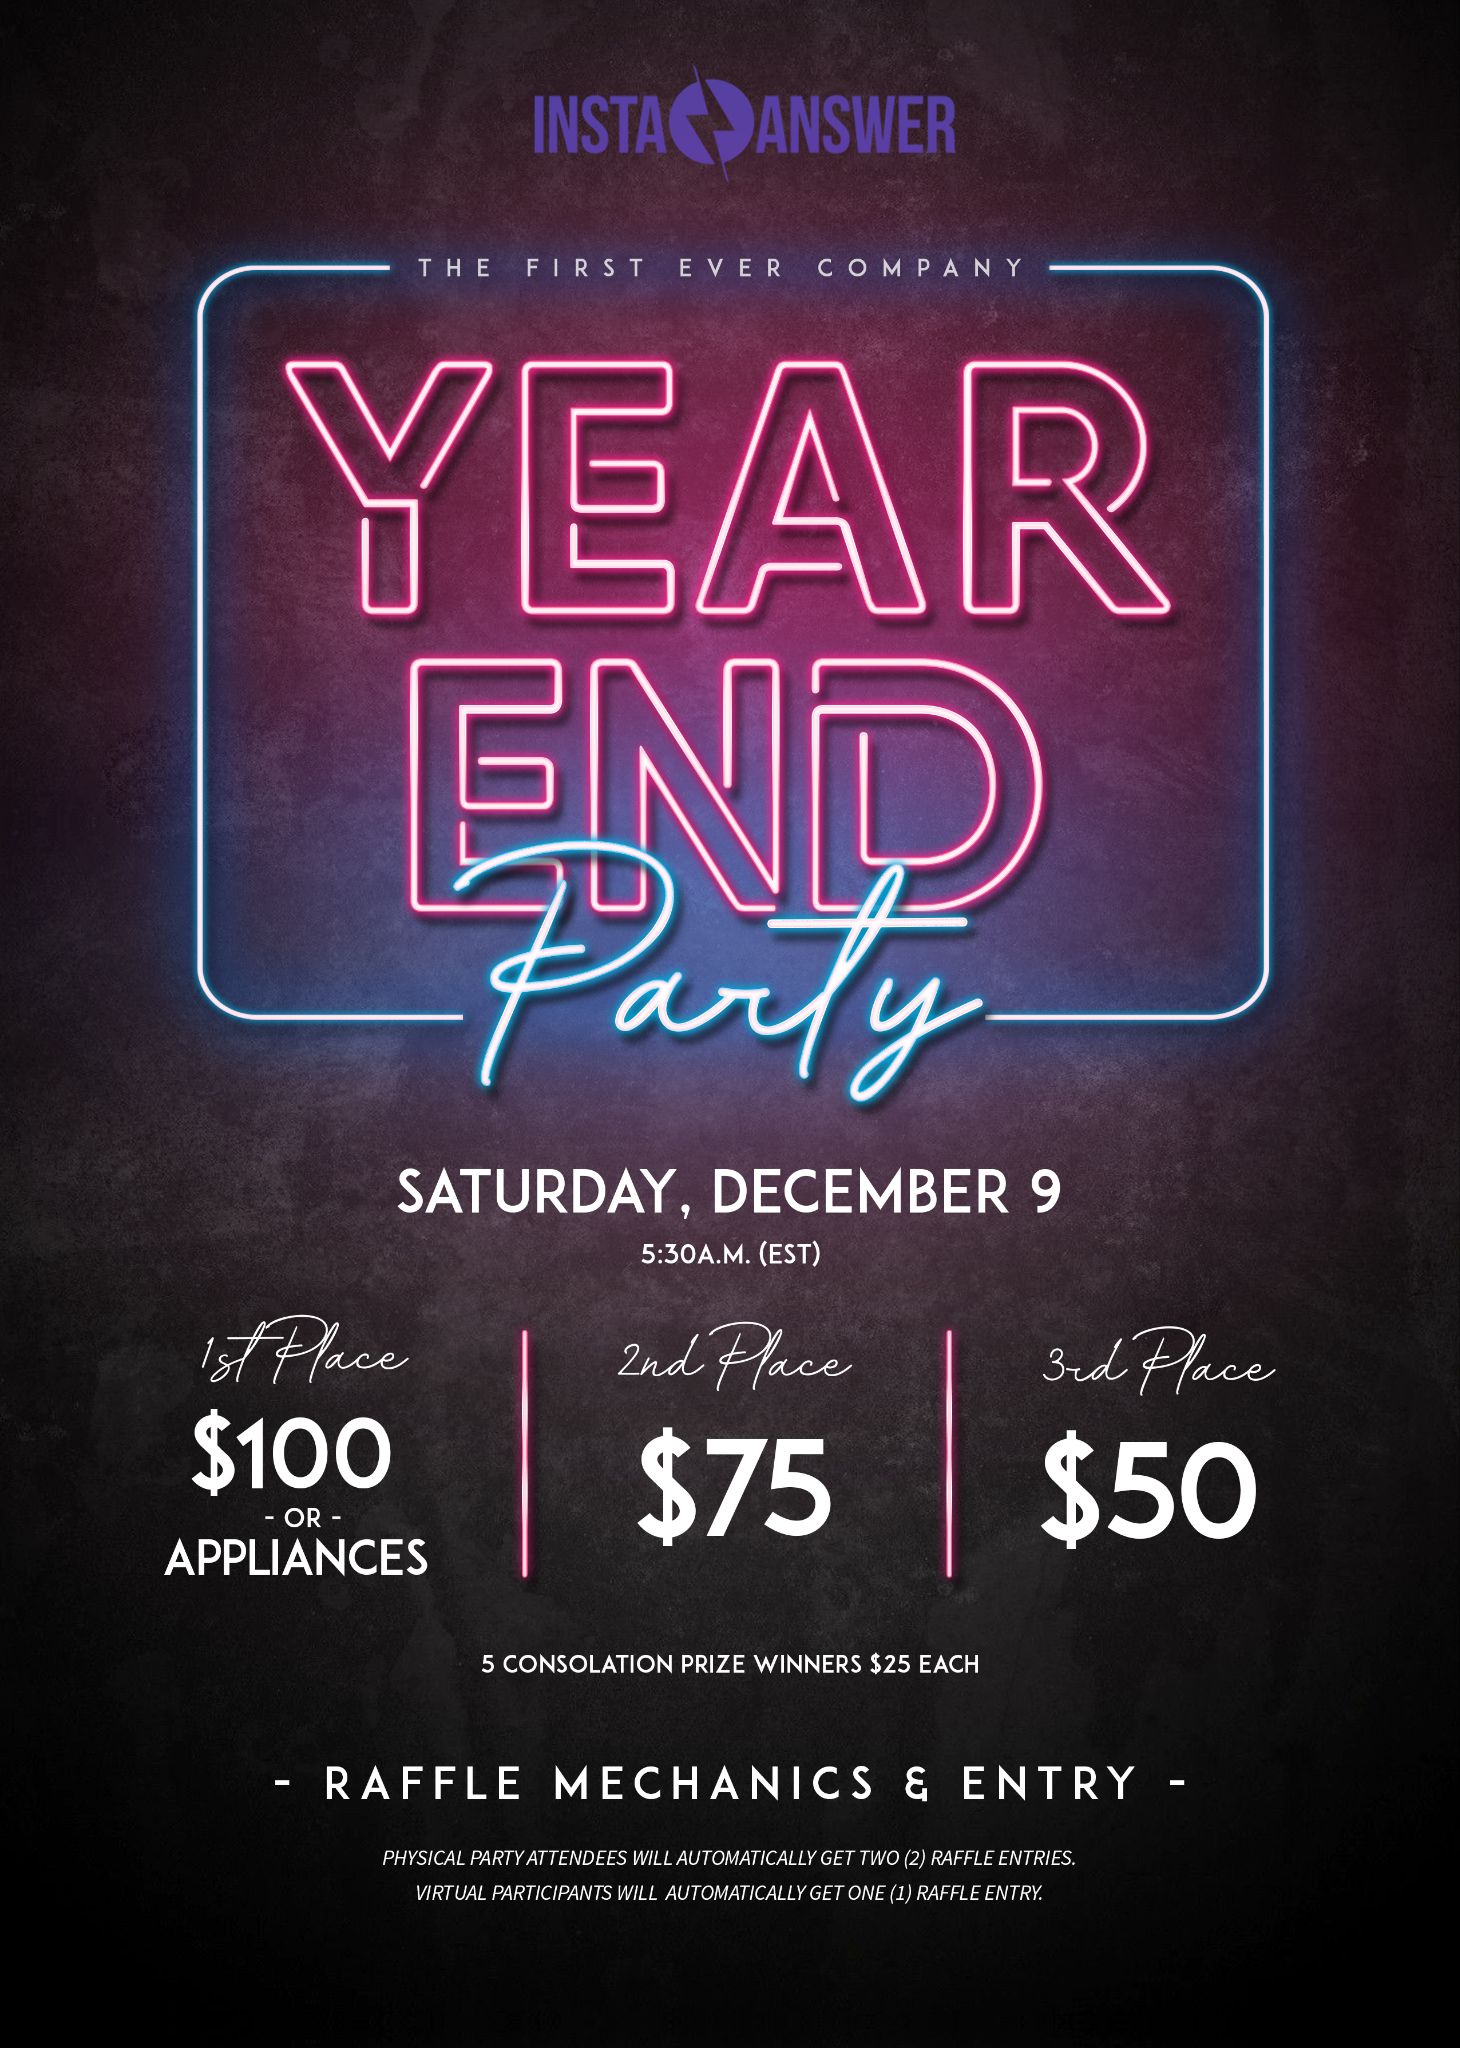 INSTA ANSWER
THE FIRST EVER COMPANY
YEAR
END
Party
SATURDAY, DECEMBER 9
5:30A.M. (EST)
1st Place
$100
- OR -
APPLIANCES
2nd Place
$75
3rd Place
$50
5 CONSOLATION PRIZE WINNERS $25 EACH
- RAFFLE MECHANICS & ENTRY -
PHYSICAL PARTY ATTENDEES WILL AUTOMATICALLY GET TWO (2) RAFFLE ENTRIES.
VIRTUAL PARTICIPANTS WILL AUTOMATICALLY GET ONE (1) RAFFLE ENTRY.